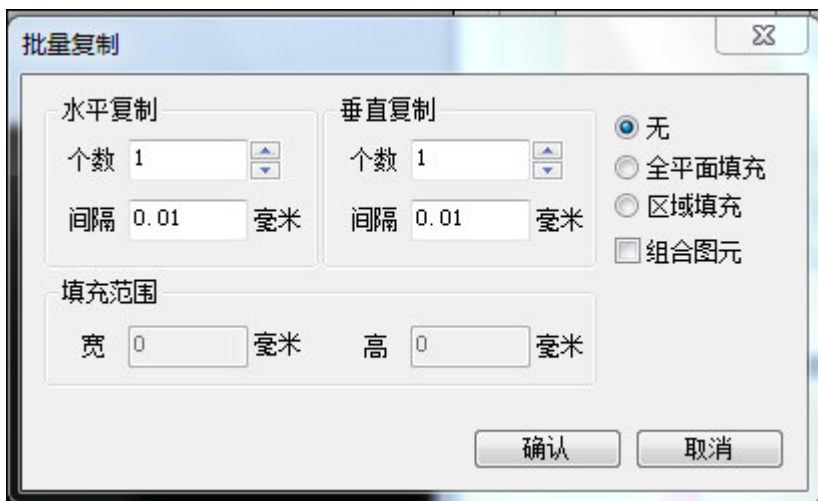 批量复制
水平复制
个数 1
间隔 0.01 毫米
垂直复制
个数 1
间隔 0.01 毫米
无
全平面填充
区域填充
组合图元
填充范围
宽 0 毫米 高 0 毫米
确认 取消